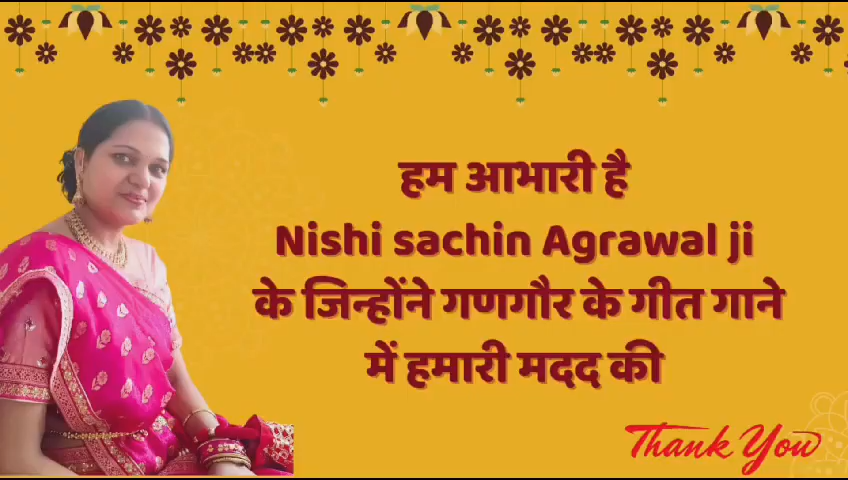 हम आभारी है
Nishi sachin Agrawal ji
के जिन्होंने गणगौर के गीत गाने
में हमारी मदद की
Thank You